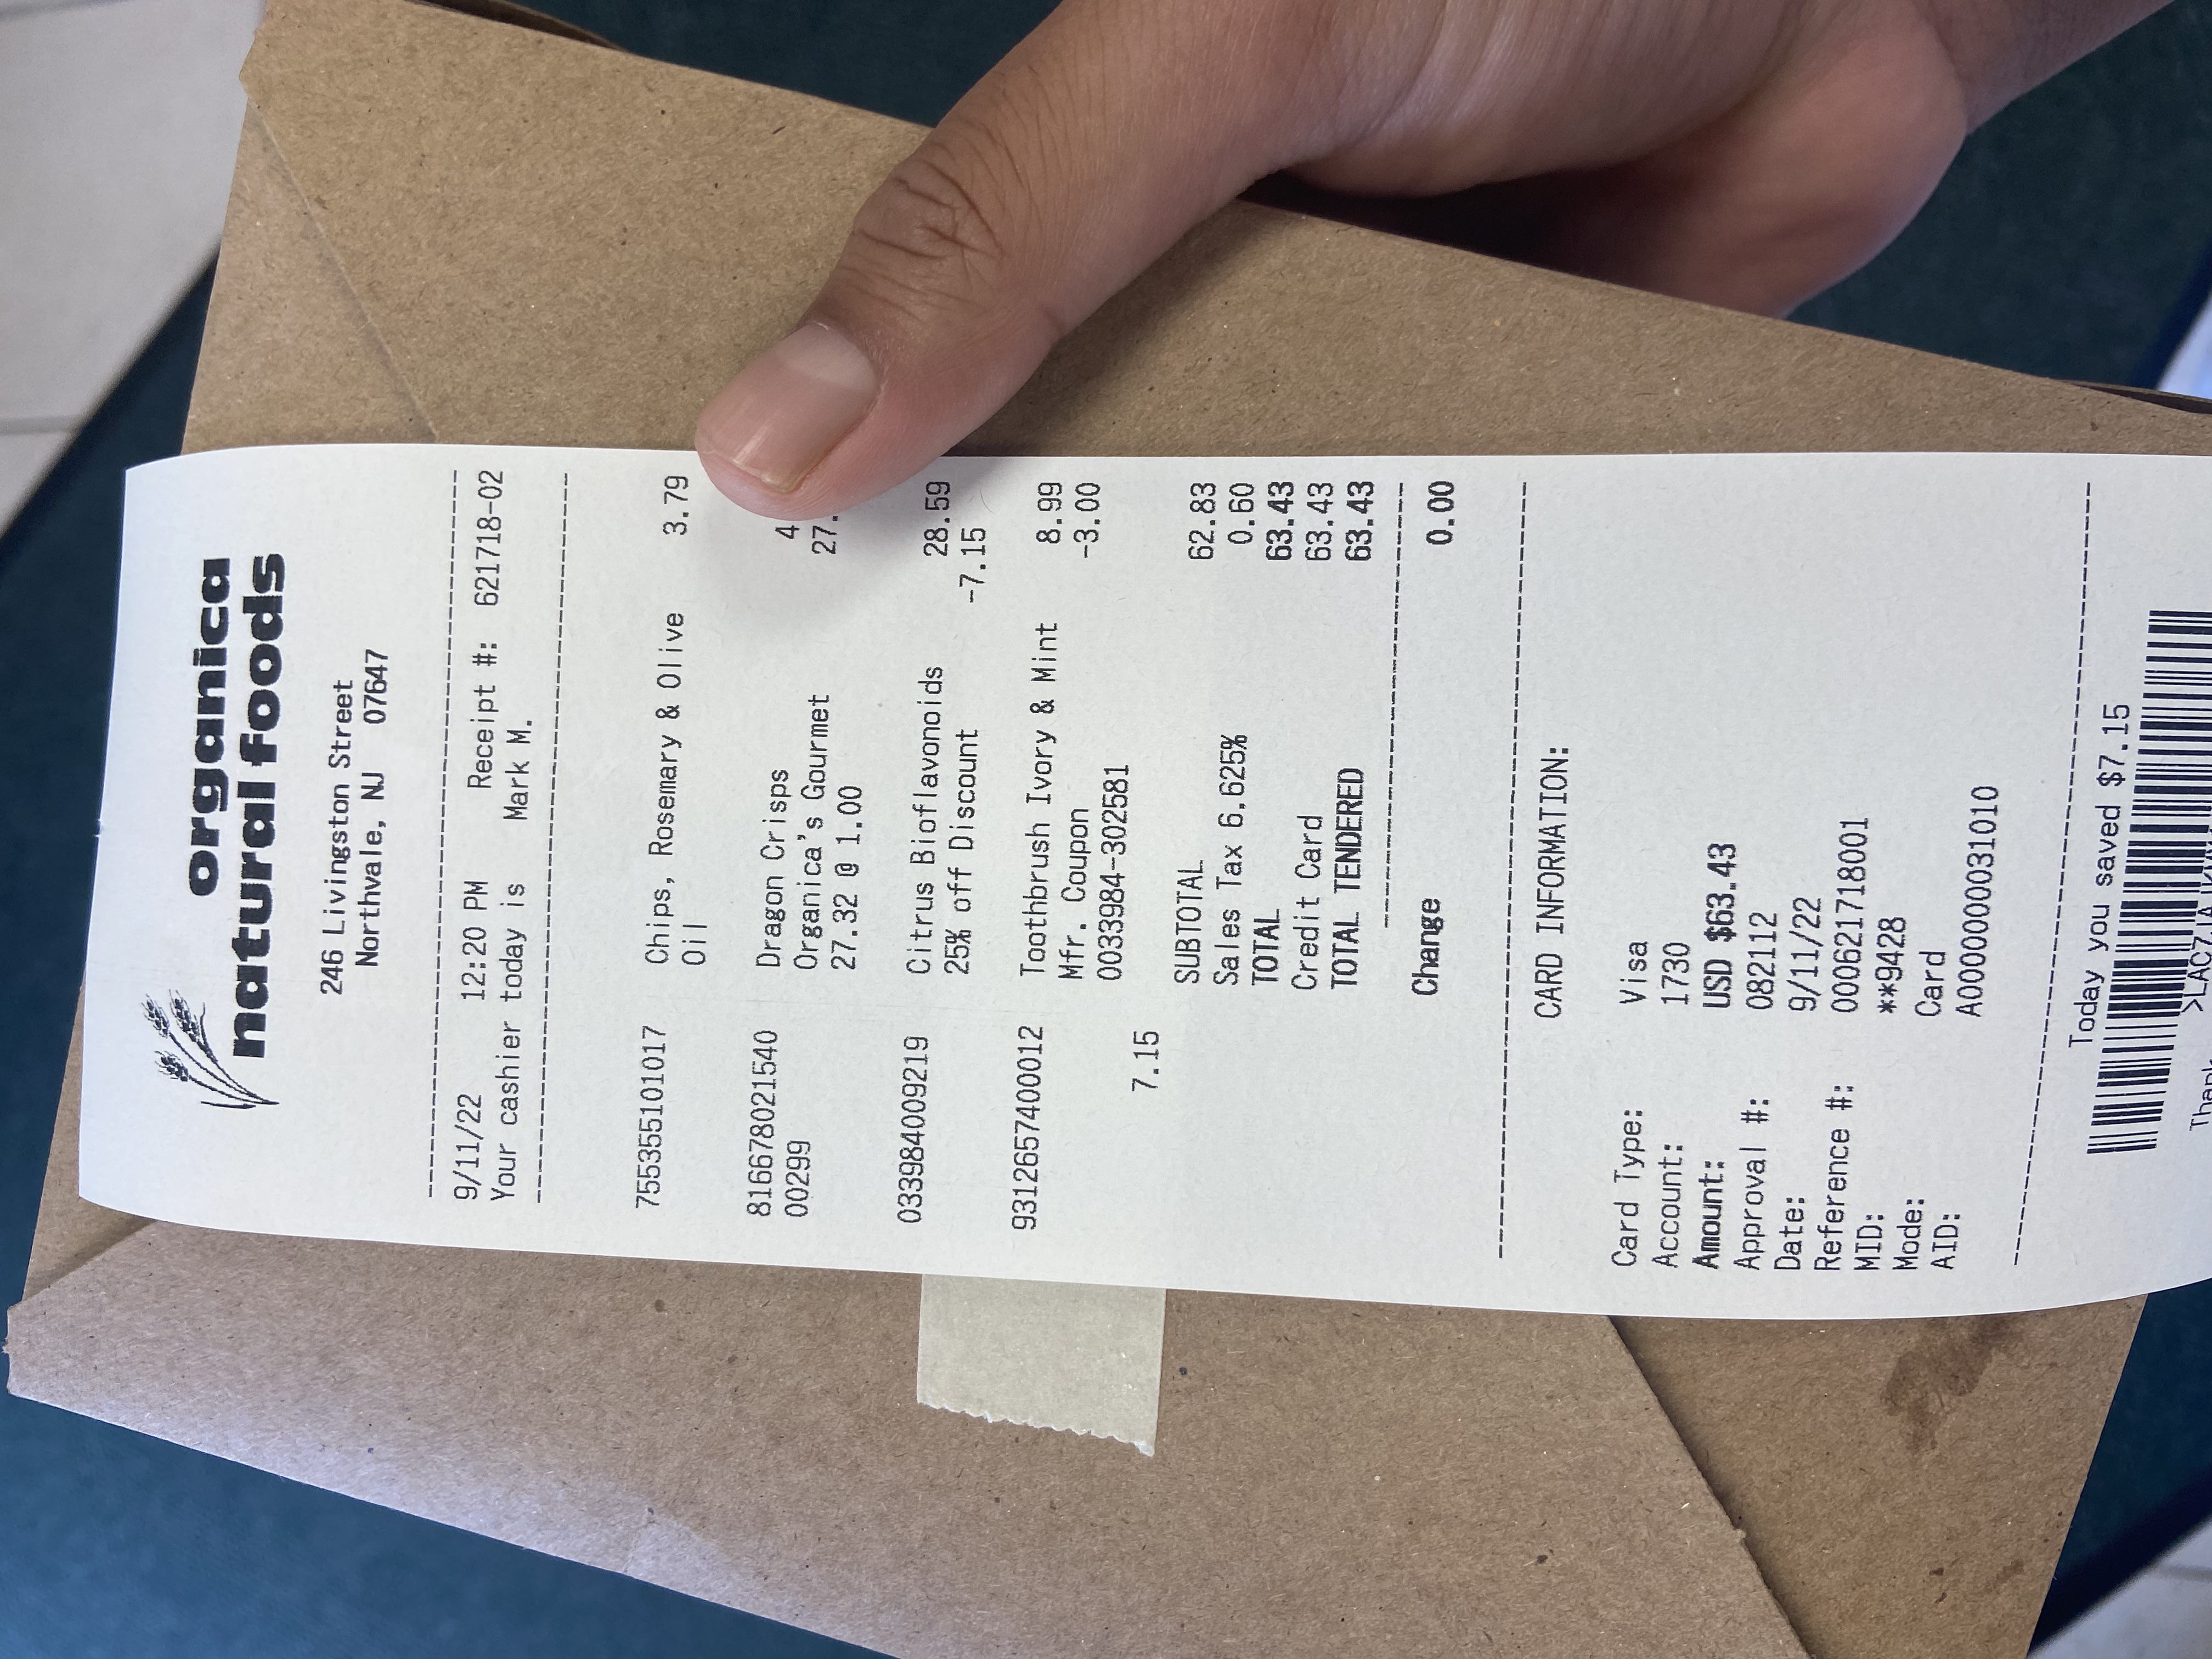 organica
natural foods
246 Livingston Street
Northvale, NJ 07647
9/11/22 12:20 PM Receipt #: 621718-02
Your cashier today is Mark M.
755355101017 Chips, Rosemary & Olive 3.79
Oil
816678021540 Dragon Crisps 4
00299 Organica's Gourmet 27.
27.32 @ 1.00
033984009219 Citrus Bioflavonoids 28.59
25% off Discount -7.15
9312657400012 Toothbrush Ivory & Mint 8.99
Mfr. Coupon -3.00
0033984-302581
7.15
SUBTOTAL 62.83
Sales Tax 6.625% 0.60
TOTAL 63.43
Credit Card 63.43
TOTAL TENDERED 63.43
Change 0.00
CARD INFORMATION:
Card Type: Visa
Account: 1730
Amount: USD $63.43
Approval #: 082112
Date: 9/11/22
Reference #: 000621718001
MID: **9428
Mode: Card
AID: A0000000031010
Today you saved $7.15